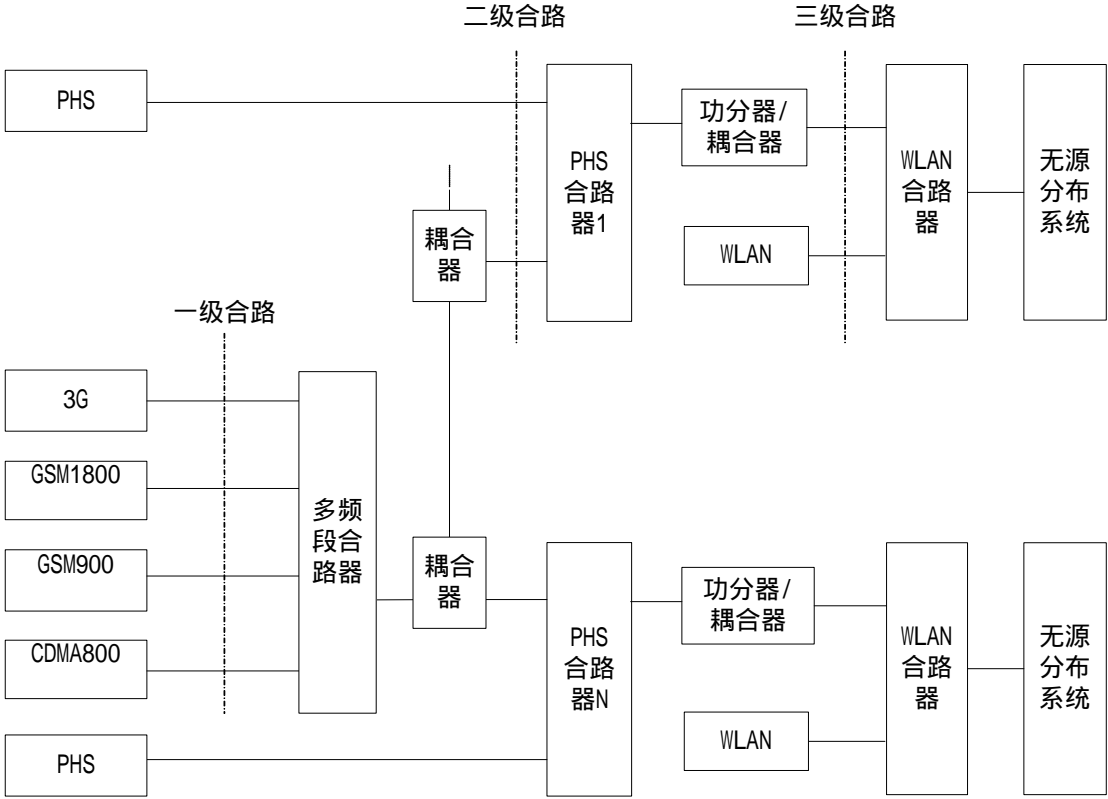 二级合路
三级合路
PHS
PHS
合路
器1
功分器/
耦合器
WLAN
合路
器
无源
分布
系统
耦合
器
WLAN
一级合路
3G
GSM1800
GSM900
CDMA800
PHS
多频
段合
路器
耦合
器
PHS
合路
器N
功分器/
耦合器
WLAN
WLAN
合路
器
无源
分布
系统